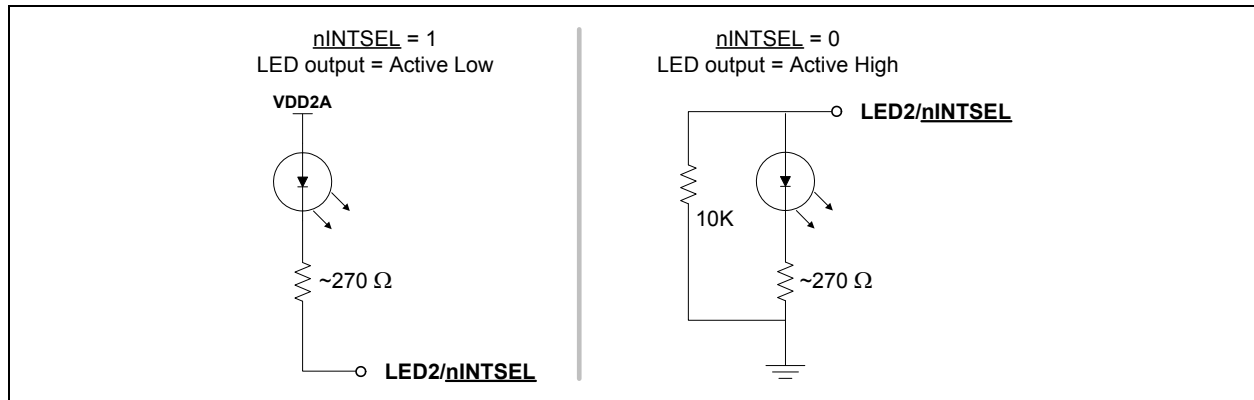 nINTSEL = 1
LED output = Active Low
VDD2A
~270 Ω
LED2/nINTSEL
nINTSEL = 0
LED output = Active High
LED2/nINTSEL
10K
~270 Ω